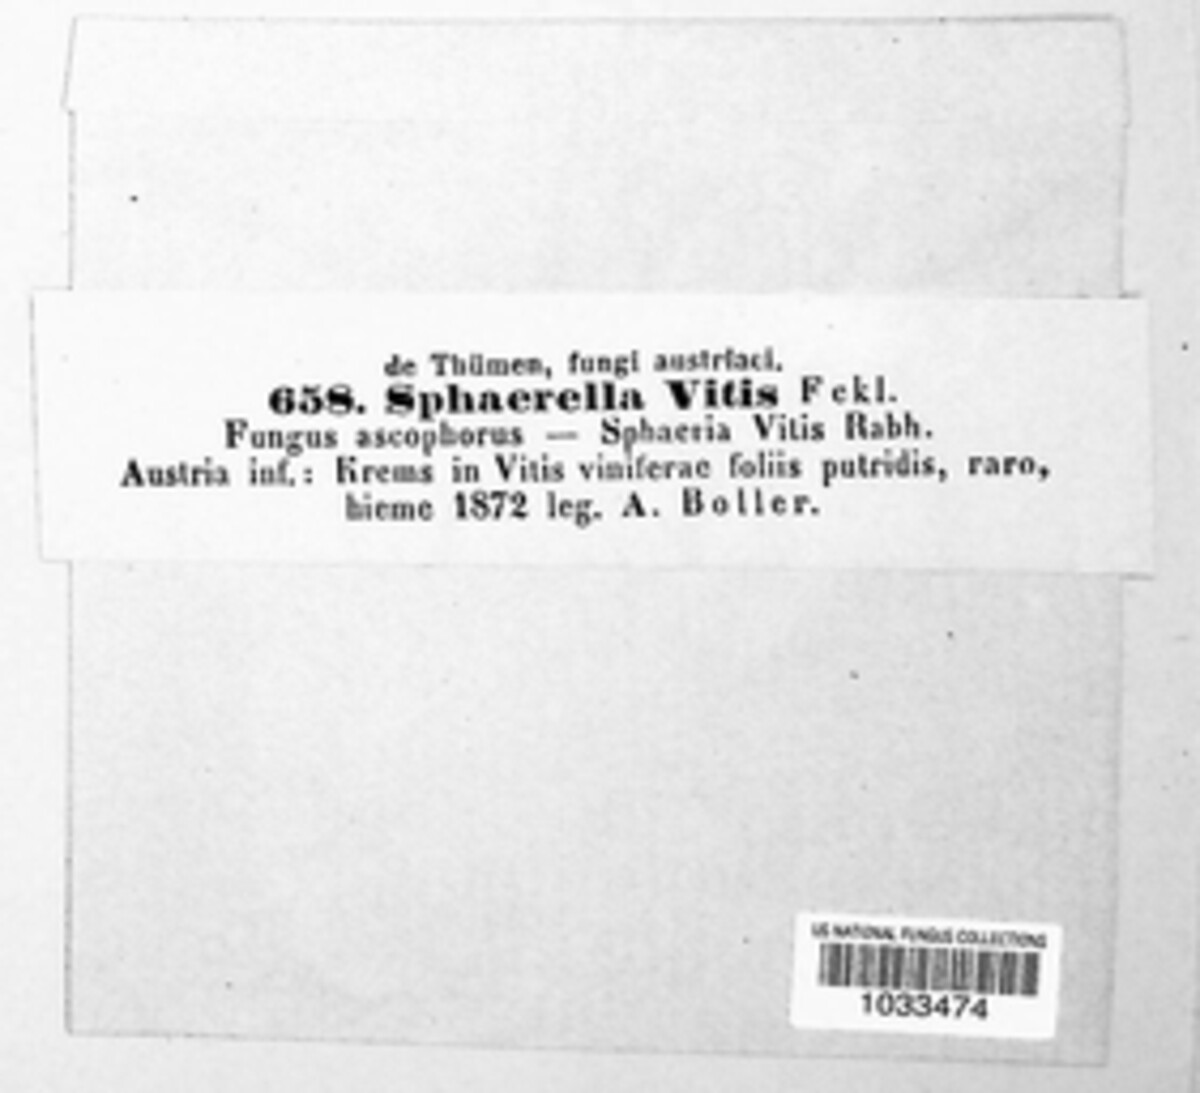 de Thümen, fungi austriaci.
658. Sphaerella Vitis Fckl.
Fungus ascophorus — Sphaeria Vitis Rabh.
Austria inf.: Krems in Vitis viniferae foliis putridis, raro,
hieme 1872 leg. A. Boller.
US NATIONAL FUNGUS COLLECTIONS
1033474